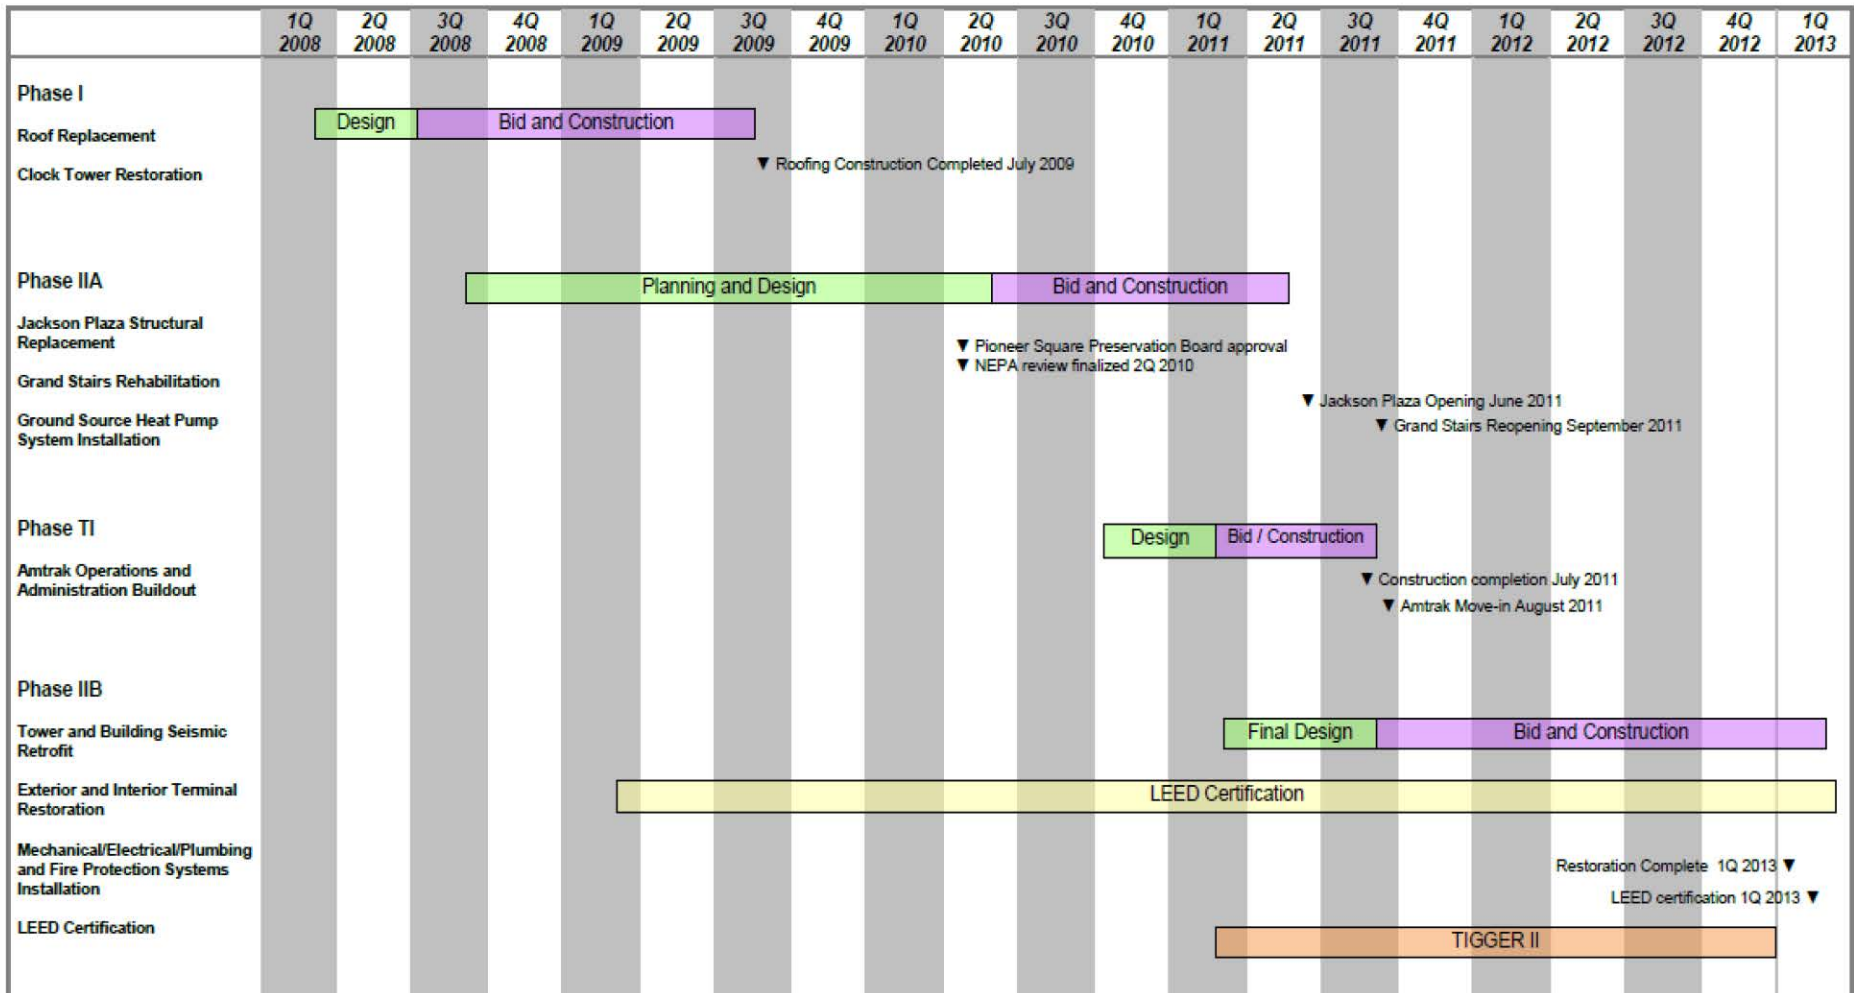 1Q 2Q 3Q 4Q 1Q 2Q 3Q 4Q 1Q 2Q 3Q 4Q 1Q 2Q 3Q 4Q 1Q 2Q 3Q 4Q 1Q
2008 2008 2008 2008 2009 2009 2009 2009 2010 2010 2010 2010 2011 2011 2011 2011 2012 2012 2012 2012 2013
Phase I
Design Bid and Construction
Roof Replacement
▼ Roofing Construction Completed July 2009
Clock Tower Restoration
Phase IIA
Planning and Design Bid and Construction
Jackson Plaza Structural
Replacement
▼ Pioneer Square Preservation Board approval
▼ NEPA review finalized 2Q 2010
Grand Stairs Rehabilitation
▼ Jackson Plaza Opening June 2011
Ground Source Heat Pump
System Installation
▼ Grand Stairs Reopening September 2011
Phase TI
Design Bid / Construction
Amtrak Operations and
Administration Buildout
▼ Construction completion July 2011
▼ Amtrak Move-in August 2011
Phase IIB
Tower and Building Seismic
Retrofit
Final Design Bid and Construction
Exterior and Interior Terminal
Restoration
LEED Certification
Mechanical/Electrical/Plumbing
and Fire Protection Systems
Installation
Restoration Complete 1Q 2013 ▼
LEED certification 1Q 2013 ▼
LEED Certification
TIGGER II